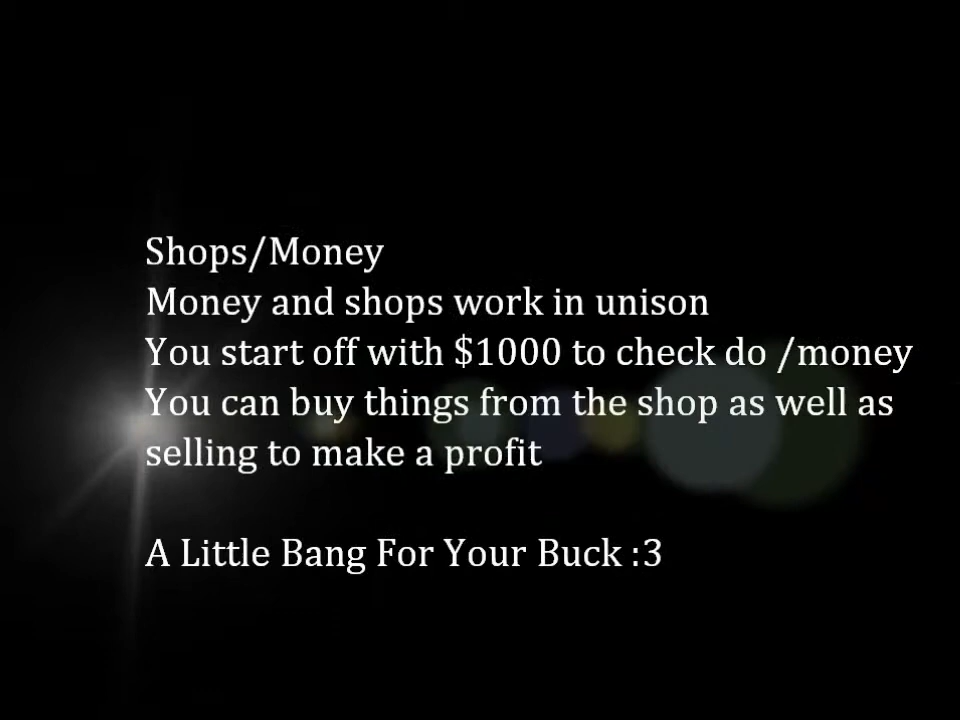 Shops/Money
Money and shops work in unison
You start off with $1000 to check do /money
You can buy things from the shop as well as
selling to make a profit
A Little Bang For Your Buck :3